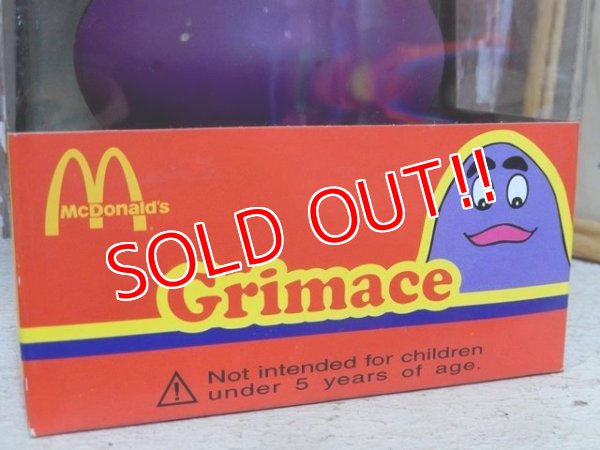 McDonald's
SOLD OUT!!
Grimace
Not intended for children
under 5 years of age.